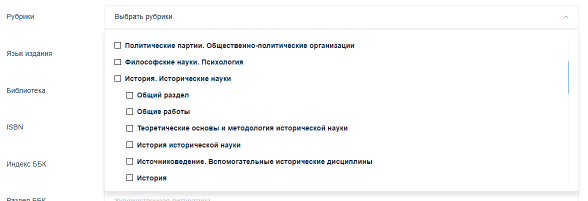 Рубрики
Выбрать рубрики
Политические партии. Общественно-политические организации
Философские науки. Психология
Язык издания
История. Исторические науки
Библиотека
Общий раздел
Общие работы
ISBN
Теоретические основы и методология исторической науки
История исторической науки
Индекс ББК
Источниковедение. Вспомогательные исторические дисциплины
История
Раздел ББК
Художественная литература